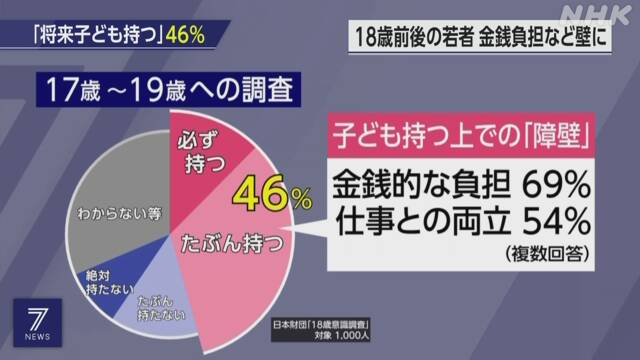 「将来子ども持つ」46%
NHK
18歳前後の若者 金銭負担など壁に
17歳～19歳への調査
必ず
持つ
46%
たぶん持つ
わからない等
絶対
持たない
たぶん
持たない
子ども持つ上での「障壁」
金銭的な負担 69%
仕事との両立 54%
(複数回答)
日本財団「18歳意識調査」
対象 1,000人
7
NEWS